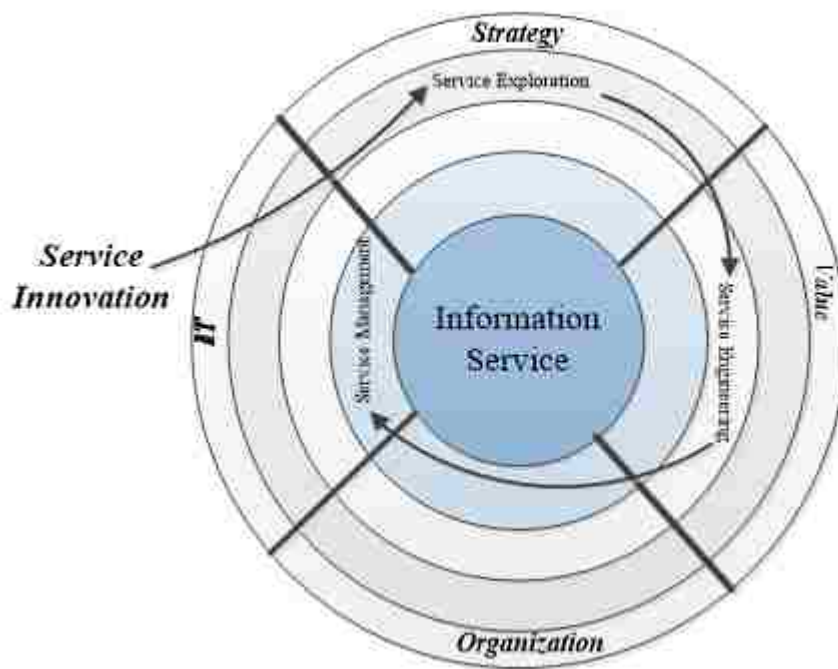 Strategy
Service Exploration
Service
Innovation
IT
Service Management
Information
Service
Service Engineering
Value
Organization